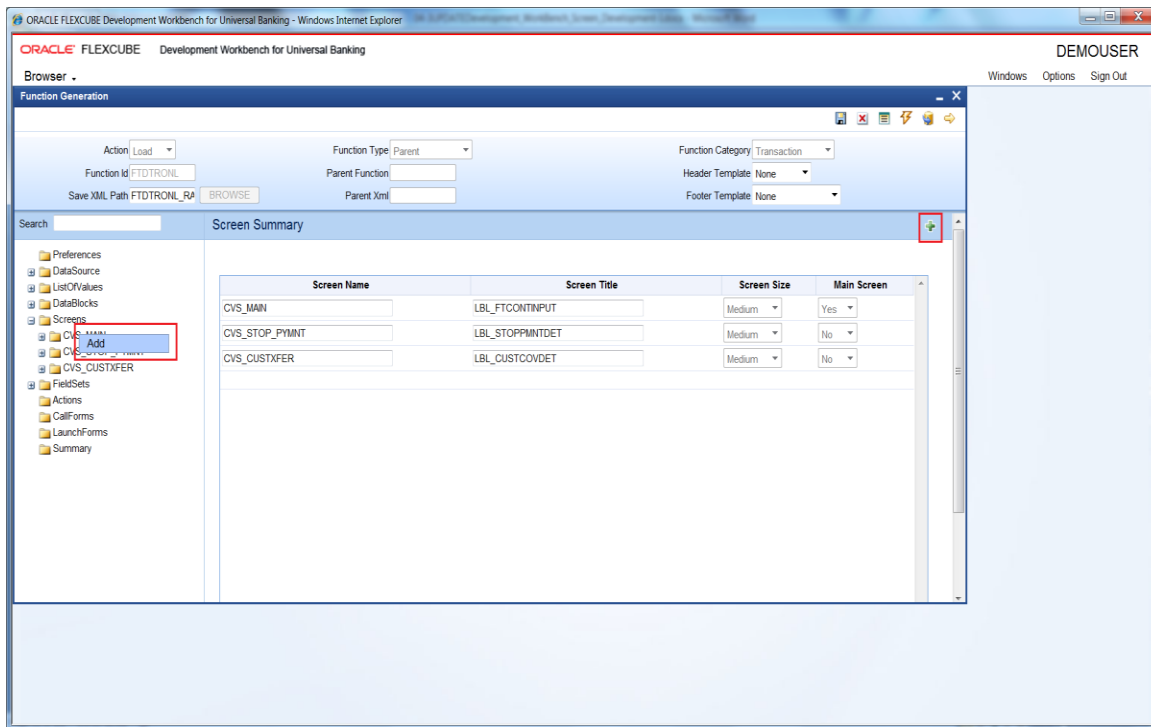 ORACLE FLEXCUBE Development Workbench for Universal Banking - Windows Internet Explorer
ORACLE FLEXCUBE Development Workbench for Universal Banking
DEMOUSER
Browser
Windows Options Sign Out
Function Generation
Action Load Function Type Parent Function Category Transaction
Function Id FTDTRONL Parent Function Header Template None
Save XML Path FTDTRONL_RA BROWSE Parent Xml Footer Template None
Search Screen Summary
Preferences
DataSource
ListOfValues
DataBlocks
Screens
Add
CVS_CUSTXFER
FieldSets
Actions
CallForms
LaunchForms
Summary
Screen Name Screen Title Screen Size Main Screen
CVS_MAIN LBL_FTCONTINPUT Medium Yes
CVS_STOP_PYMNT LBL_STOPPMNTDET Medium No
CVS_CUSTXFER LBL_CUSTCOVDET Medium No